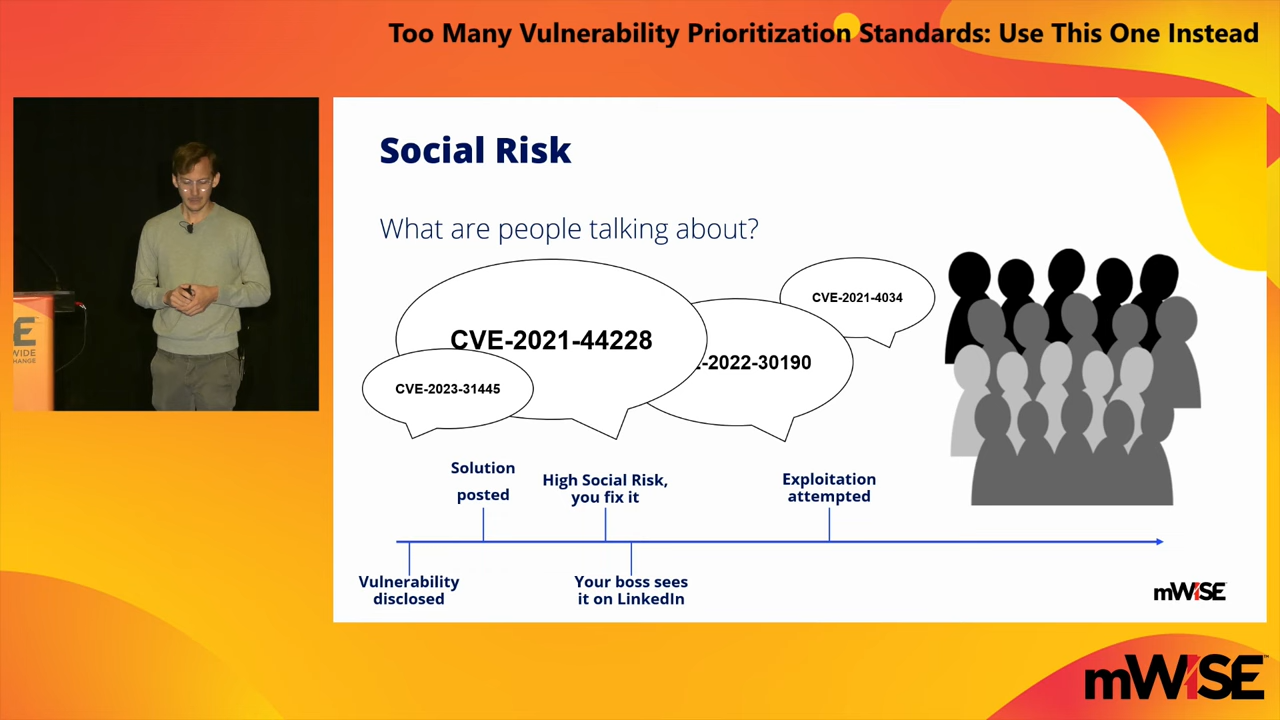 Too Many Vulnerability Prioritization Standards: Use This One Instead
Social Risk
What are people talking about?
CVE-2021-4034
CVE-2021-44228
-2022-30190
CVE-2023-31445
Solution
posted
High Social Risk,
you fix it
Exploitation
attempted
Vulnerability
disclosed
Your boss sees
it on LinkedIn
mWISE
E
WIDE
CHANGE
mWISE